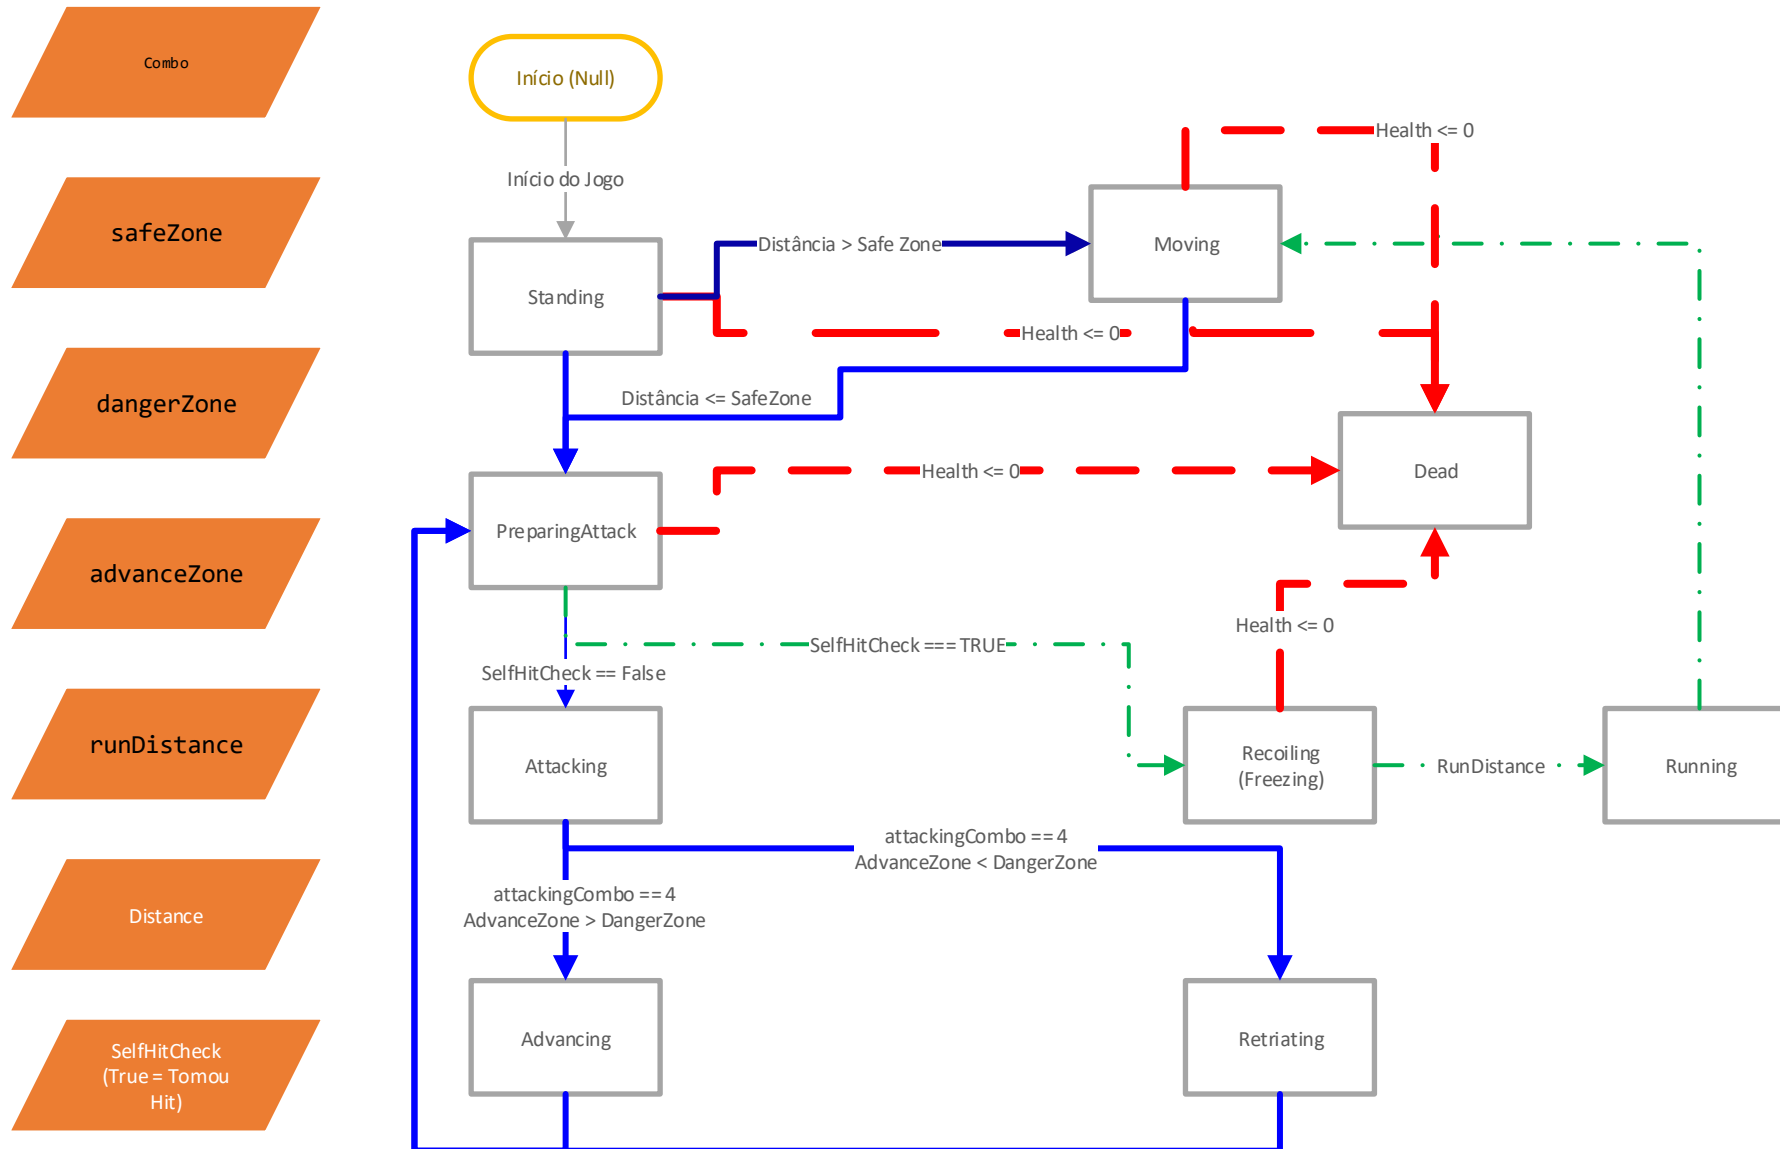 Combo
safeZone
dangerZone
advanceZone
runDistance
Distance
SelfHitCheck
(True = Tomou
Hit)
Início (Null)
Início do Jogo
Standing
Distância > Safe Zone
Moving
Health <= 0
Health <= 0
Distância <= SafeZone
PreparingAttack
Health <= 0
Dead
Health <= 0
SelfHitCheck === TRUE
SelfHitCheck == False
Attacking
Recoiling
(Freezing)
RunDistance
Running
attackingCombo == 4
AdvanceZone < DangerZone
attackingCombo == 4
AdvanceZone > DangerZone
Advancing
Retriating